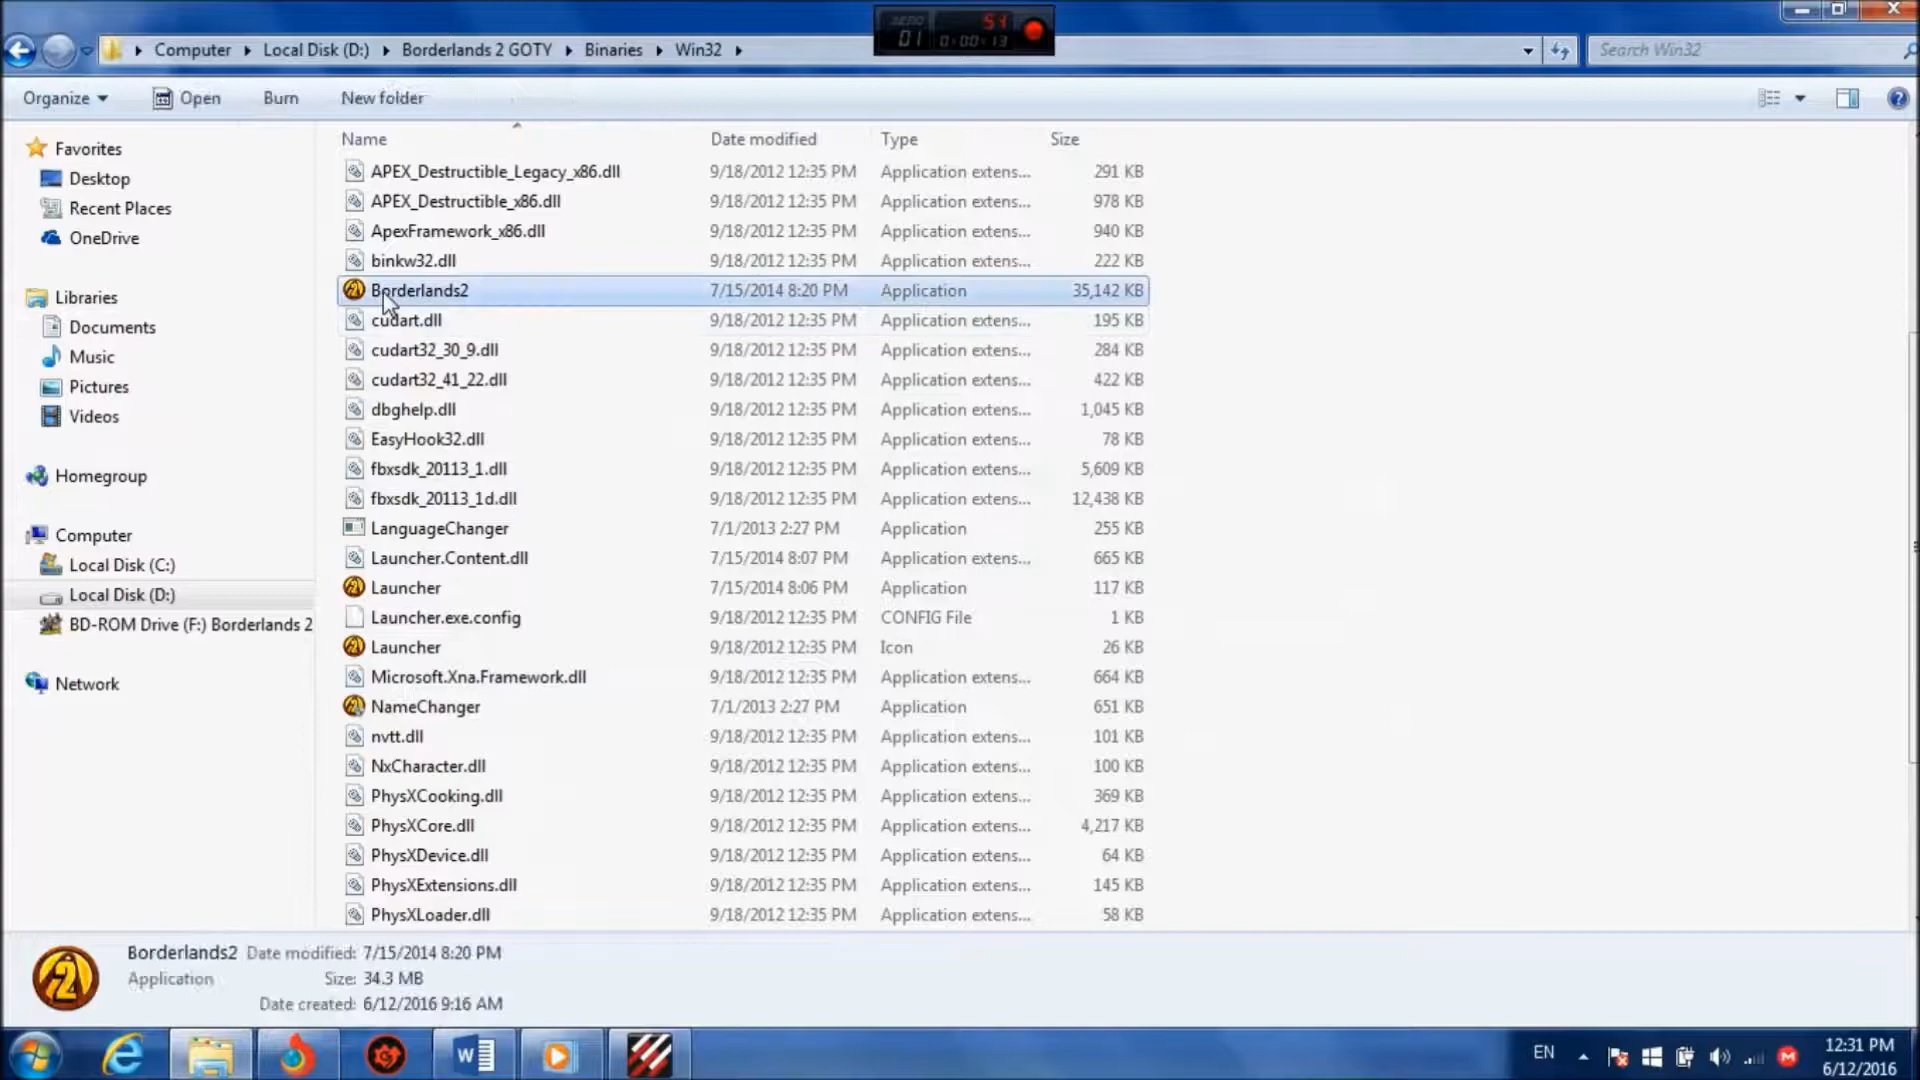 01 51 0:00:13
Computer Local Disk (D:) Borderlands 2 GOTY Binaries Win32
Search Win32
Organize Open Burn New folder
Name Date modified Type Size
Favorites
Desktop
Recent Places
OneDrive
Libraries
Documents
Music
Pictures
Videos
Homegroup
Computer
Local Disk (C:)
Local Disk (D:)
BD-ROM Drive (F:) Borderlands 2
Network
APEX_Destructible_Legacy_x86.dll 9/18/2012 12:35 PM Application extens... 291 KB
APEX_Destructible_x86.dll 9/18/2012 12:35 PM Application extens... 978 KB
ApexFramework_x86.dll 9/18/2012 12:35 PM Application extens... 940 KB
binkw32.dll 9/18/2012 12:35 PM Application extens... 222 KB
Borderlands2 7/15/2014 8:20 PM Application 35,142 KB
cudart.dll 9/18/2012 12:35 PM Application extens... 195 KB
cudart32_30_9.dll 9/18/2012 12:35 PM Application extens... 284 KB
cudart32_41_22.dll 9/18/2012 12:35 PM Application extens... 422 KB
dbghelp.dll 9/18/2012 12:35 PM Application extens... 1,045 KB
EasyHook32.dll 9/18/2012 12:35 PM Application extens... 78 KB
fbxsdk_20113_1.dll 9/18/2012 12:35 PM Application extens... 5,609 KB
fbxsdk_20113_1d.dll 9/18/2012 12:35 PM Application extens... 12,438 KB
LanguageChanger 7/1/2013 2:27 PM Application 255 KB
Launcher.Content.dll 7/15/2014 8:07 PM Application extens... 665 KB
Launcher 7/15/2014 8:06 PM Application 117 KB
Launcher.exe.config 9/18/2012 12:35 PM CONFIG File 1 KB
Launcher 9/18/2012 12:35 PM Icon 26 KB
Microsoft.Xna.Framework.dll 9/18/2012 12:35 PM Application extens... 664 KB
NameChanger 7/1/2013 2:27 PM Application 651 KB
nvtt.dll 9/18/2012 12:35 PM Application extens... 101 KB
NxCharacter.dll 9/18/2012 12:35 PM Application extens... 100 KB
PhysXCooking.dll 9/18/2012 12:35 PM Application extens... 369 KB
PhysXCore.dll 9/18/2012 12:35 PM Application extens... 4,217 KB
PhysXDevice.dll 9/18/2012 12:35 PM Application extens... 64 KB
PhysXExtensions.dll 9/18/2012 12:35 PM Application extens... 145 KB
PhysXLoader.dll 9/18/2012 12:35 PM Application extens... 58 KB
Borderlands2 Date modified: 7/15/2014 8:20 PM
Application Size: 34.3 MB
Date created: 6/12/2016 9:16 AM
EN 12:31 PM
6/12/2016